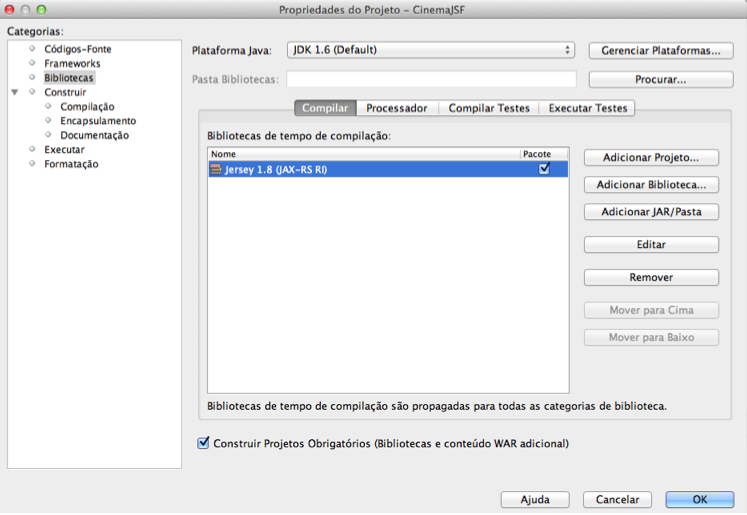 Propriedades do Projeto – CinemaJSF
Categorias:
Códigos-Fonte
Frameworks
Bibliotecas
Construir
Compilação
Encapsulamento
Documentação
Executar
Formatação
Plataforma Java: JDK 1.6 (Default) Gerenciar Plataformas...
Pasta Bibliotecas: Procurar...
Compilar Processador Compilar Testes Executar Testes
Bibliotecas de tempo de compilação:
Nome Pacote
Jersey 1.8 (JAX-RS RI)
Adicionar Projeto...
Adicionar Biblioteca...
Adicionar JAR/Pasta
Editar
Remover
Mover para Cima
Mover para Baixo
Bibliotecas de tempo de compilação são propagadas para todas as categorias de biblioteca.
Construir Projetos Obrigatórios (Bibliotecas e conteúdo WAR adicional)
Ajuda Cancelar OK